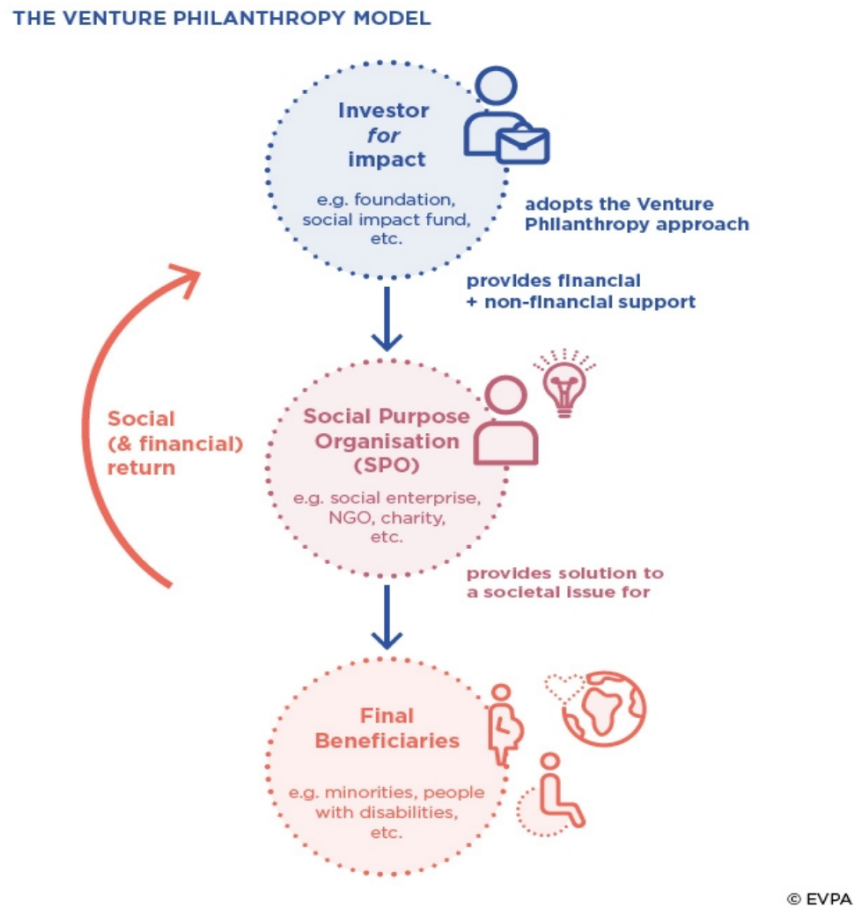 THE VENTURE PHILANTHROPY MODEL
Investor
for
impact
e.g. foundation,
social impact fund,
etc.
adopts the Venture
Philanthropy approach
provides financial
+ non-financial support
Social
(& financial)
return
Social Purpose
Organisation
(SPO)
e.g. social enterprise,
NGO, charity,
etc.
provides solution to
a societal issue for
Final
Beneficiaries
e.g. minorities, people
with disabilities,
etc.
© EVPA